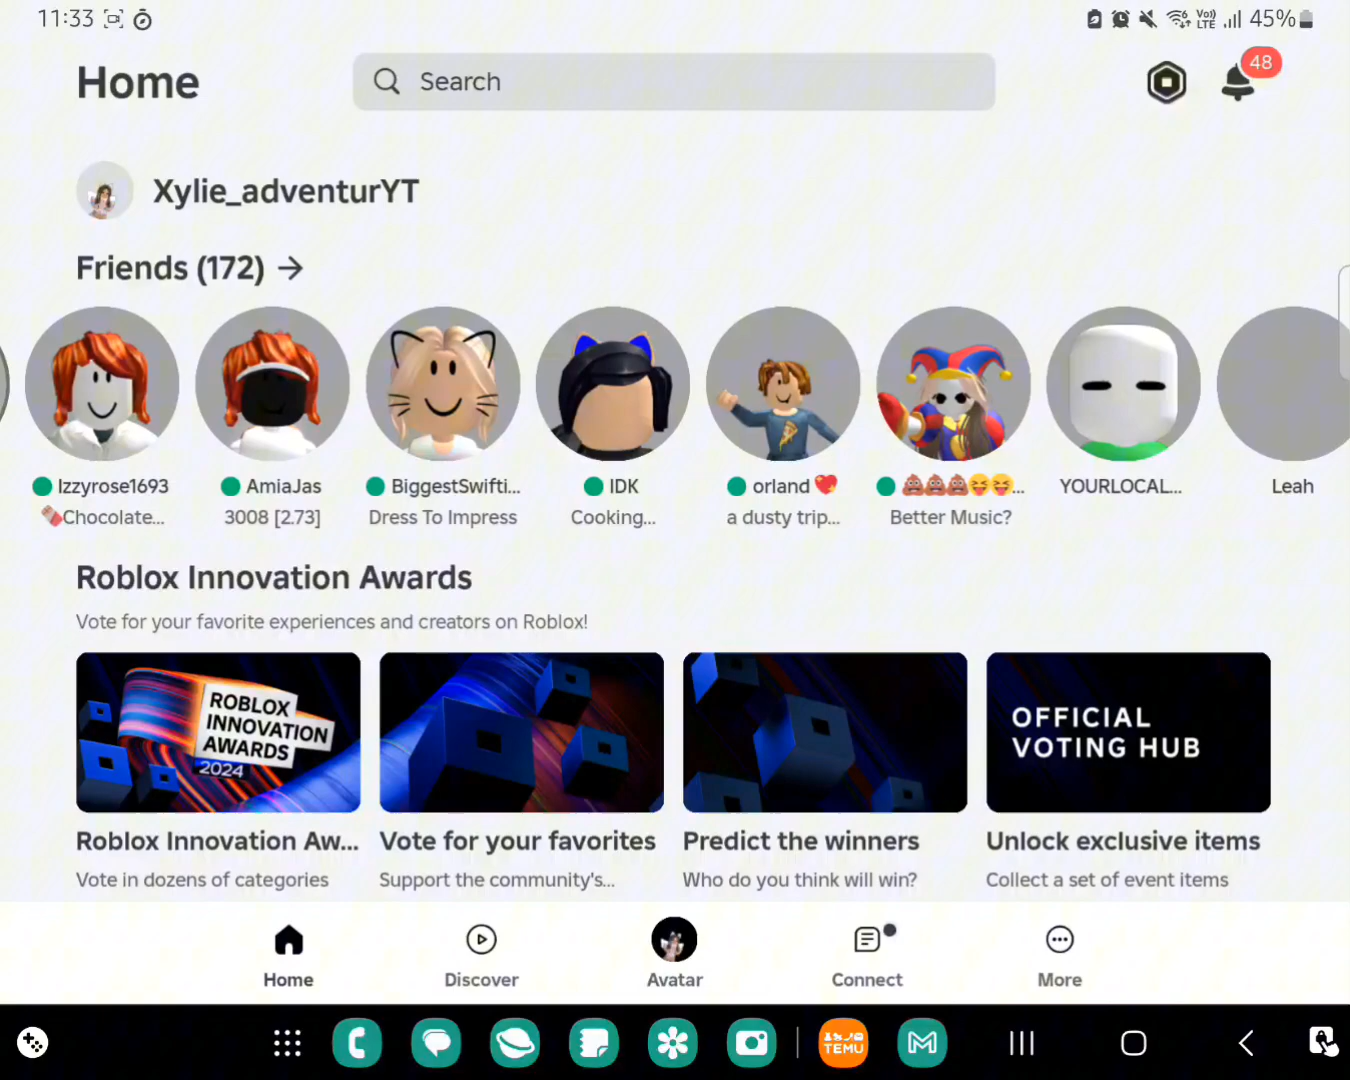 11:33
Vo))
LTE
45%
Home
Search
48
Xylie_adventurYT
Friends (172) →
Izzyrose1693
AmiaJas
BiggestSwifti...
IDK
orland 💖
💩💩💩😝😝...
YOURLOCAL...
Leah
🍫Chocolate...
3008 [2.73]
Dress To Impress
Cooking...
a dusty trip...
Better Music?
Roblox Innovation Awards
Vote for your favorite experiences and creators on Roblox!
ROBLOX
INNOVATION
AWARDS
2024
OFFICIAL
VOTING HUB
Roblox Innovation Aw...
Vote for your favorites
Predict the winners
Unlock exclusive items
Vote in dozens of categories
Support the community's...
Who do you think will win?
Collect a set of event items
Home
Discover
Avatar
Connect
More
TEMU